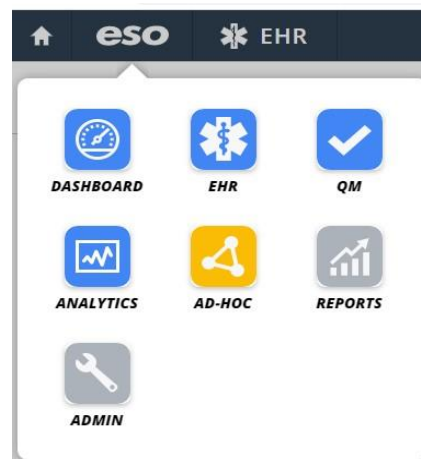 eso EHR
DASHBOARD EHR QM
ANALYTICS AD-HOC REPORTS
ADMIN